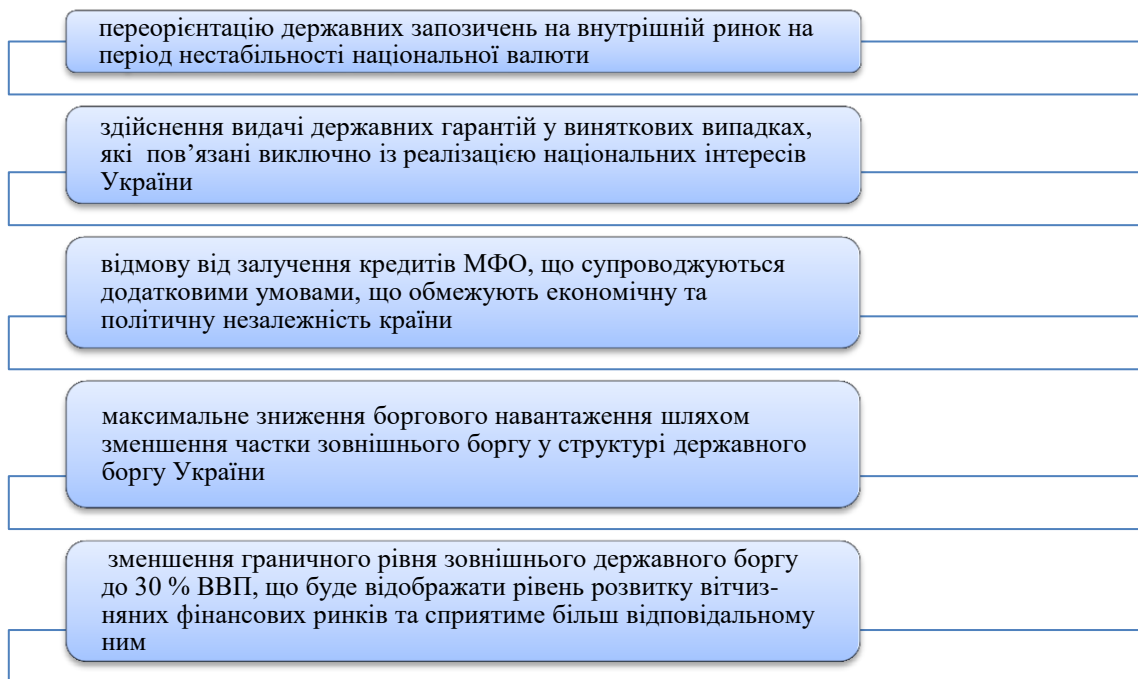 переорієнтацію державних запозичень на внутрішній ринок на
період нестабільності національної валюти
здійснення видачі державних гарантій у виняткових випадках,
які пов’язані виключно із реалізацією національних інтересів
України
відмову від залучення кредитів МФО, що супроводжуються
додатковими умовами, що обмежують економічну та
політичну незалежність країни
максимальне зниження боргового навантаження шляхом
зменшення частки зовнішнього боргу у структурі державного
боргу України
зменшення граничного рівня зовнішнього державного боргу
до 30 % ВВП, що буде відображати рівень розвитку вітчиз-
няних фінансових ринків та сприятиме більш відповідальному
ним